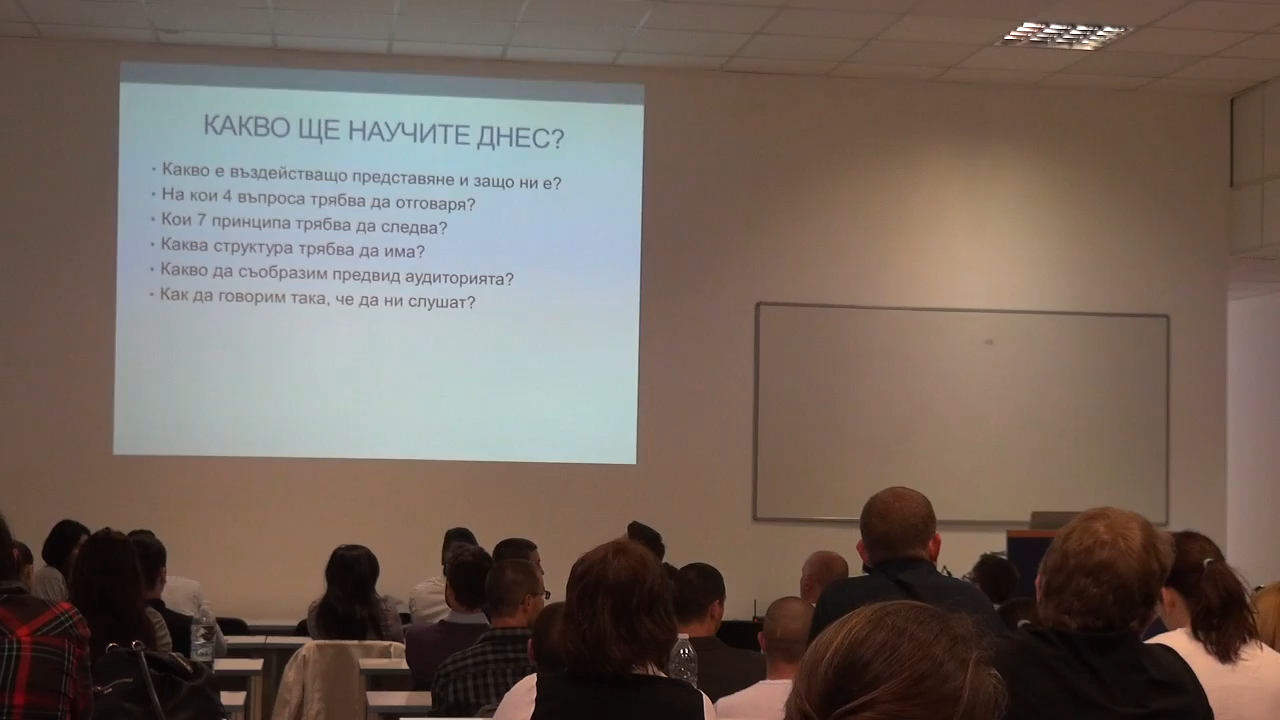 КАКВО ЩЕ НАУЧИТЕ ДНЕС?
• Какво е въздействащо представяне и защо ни е?
• На кои 4 въпроса трябва да отговаря?
• Кои 7 принципа трябва да следва?
• Каква структура трябва да има?
• Какво да съобразим предвид аудиторията?
• Как да говорим така, че да ни слушат?